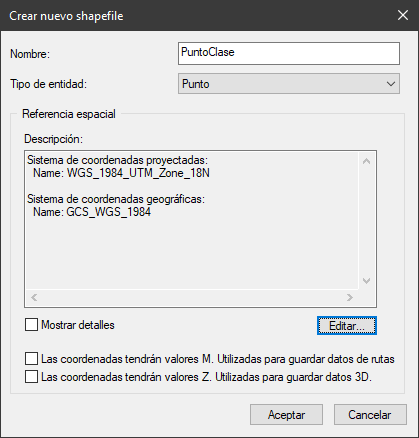 Crear nuevo shapefile
Nombre:
PuntoClase
Tipo de entidad:
Punto
Referencia espacial
Descripción:
Sistema de coordenadas proyectadas:
Name: WGS_1984_UTM_Zone_18N
Sistema de coordenadas geográficas:
Name: GCS_WGS_1984
Mostrar detalles
Editar...
Las coordenadas tendrán valores M. Utilizadas para guardar datos de rutas
Las coordenadas tendrán valores Z. Utilizadas para guardar datos 3D.
Aceptar
Cancelar